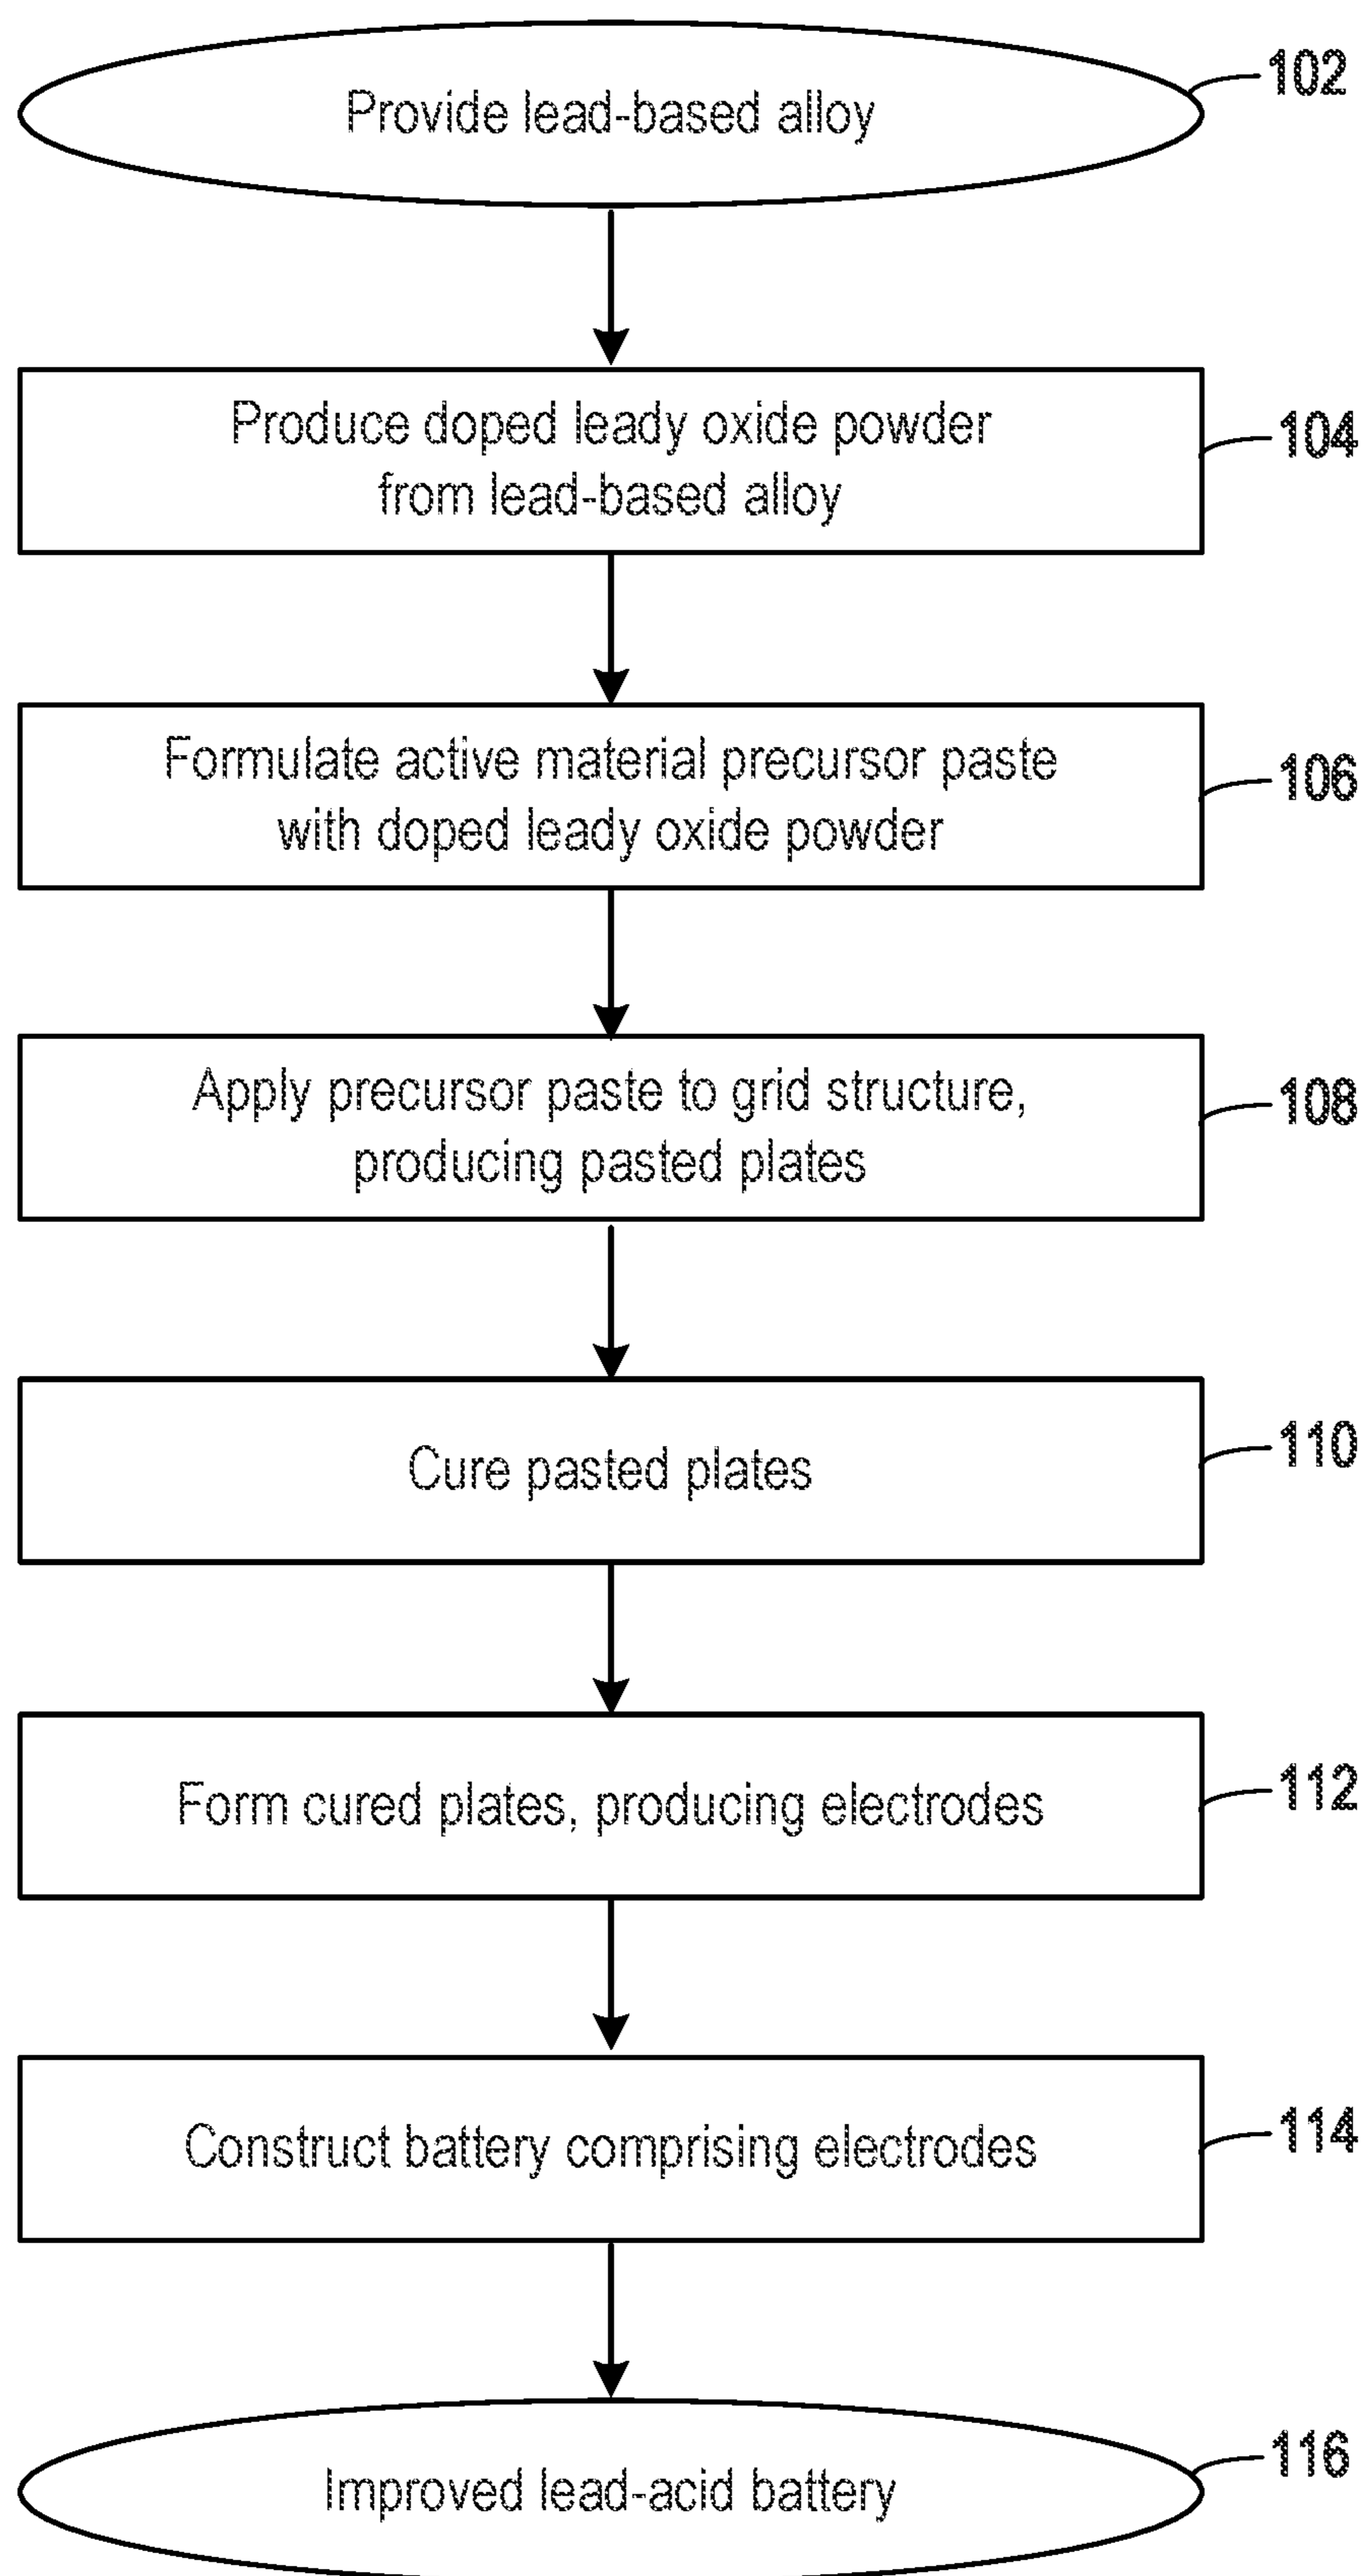 Provide lead-based alloy
102
Produce doped leady oxide powder
from lead-based alloy
104
Formulate active material precursor paste
with doped leady oxide powder
106
Apply precursor paste to grid structure,
producing pasted plates
108
Cure pasted plates
110
Form cured plates, producing electrodes
112
Construct battery comprising electrodes
114
Improved lead-acid battery
116